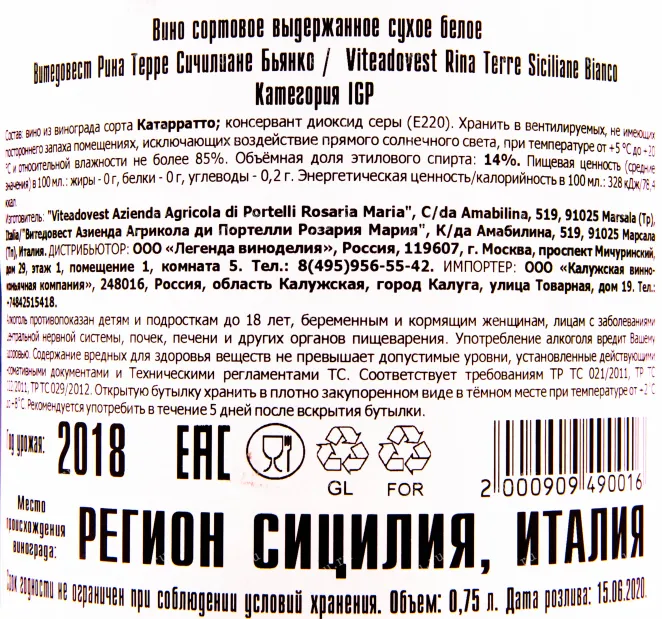 Вино сортовое выдержанное сухое белое
Витедовест Рина Терре Сичилиане Бьянко / Viteadovest Rina Terre Siciliane Bianco
Категория IGP
Состав: вино из винограда сорта Катарратто; консервант диоксид серы (E220). Хранить в вентилируемых, не имеющих
постороннего запаха помещениях, исключающих воздействие прямого солнечного света, при температуре от +5 °C до +20
°C и относительной влажности не более 85%. Объёмная доля этилового спирта: 14%. Пищевая ценность (средние
значения) в 100 мл.: жиры - 0 г, белки - 0 г, углеводы - 0,2 г. Энергетическая ценность/калорийность в 100 мл.: 328 кДж/78,4
ккал.
Изготовитель: "Viteadovest Azienda Agricola di Portelli Rosaria Maria", C/da Amabilina, 519, 91025 Marsala (Tp),
Italia/"Витедовест Азиенда Агрикола ди Портелли Розария Мария", К/да Амабилина, 519, 91025 Марсала
(Тп), Италия. ДИСТРИБЬЮТОР: ООО «Легенда виноделия», Россия, 119607, г. Москва, проспект Мичуринский,
дом 29, этаж 1, помещение 1, комната 5. Тел.: 8(495)956-55-42. ИМПОРТЕР: ООО «Калужская винно-
коньячная компания», 248016, Россия, область Калужская, город Калуга, улица Товарная, дом 19. Тел.:
+74842515418.
Алкоголь противопоказан детям и подросткам до 18 лет, беременным и кормящим женщинам, лицам с заболеваниями
центральной нервной системы, почек, печени и других органов пищеварения. Употребление алкоголя вредит Вашему
здоровью. Содержание вредных для здоровья веществ не превышает допустимые уровни, установленные действующими
нормативными документами и Техническими регламентами ТС. Соответствует требованиям ТР ТС 021/2011, ТР ТС
022/2011, ТР ТС 029/2012. Открытую бутылку хранить в плотно закупоренном виде в тёмном месте при температуре от +2° C
до +8° C. Рекомендуется употребить в течение 5 дней после вскрытия бутылки.
Год урожая: 2018 EAC
GL FOR
2 000909 490016
Место
происхождения
винограда:
РЕГИОН СИЦИЛИЯ, ИТАЛИЯ
Срок годности не ограничен при соблюдении условий хранения. Объем: 0,75 л. Дата розлива: 15.06.2020.